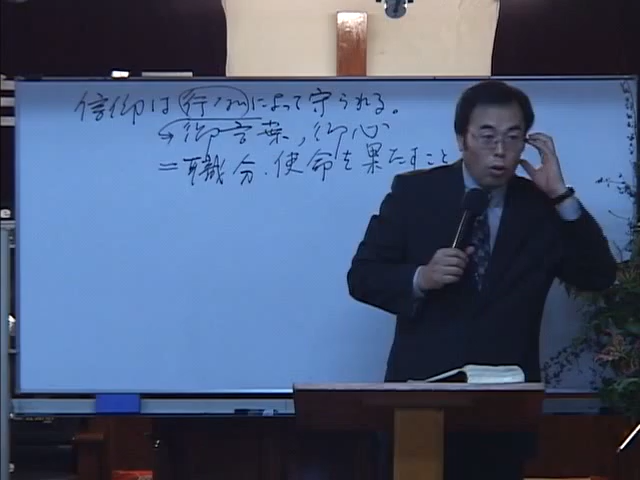 信仰は行いによって守られる。
御言葉，御心
＝職分、使命を果たすこと